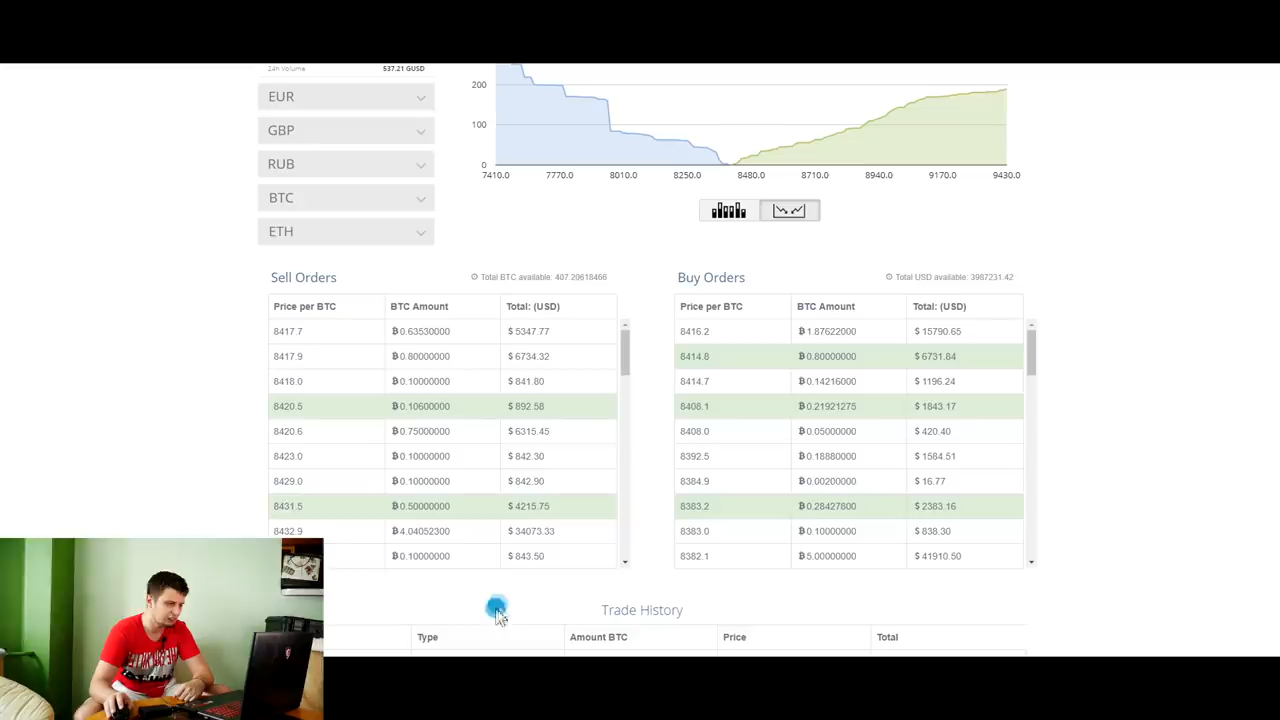 24h Volume 537.21 GUSD
EUR
GBP
RUB
BTC
ETH
200
100
0
7410.0 7770.0 8010.0 8250.0 8480.0 8710.0 8940.0 9170.0 9430.0
Sell Orders Total BTC available: 407.20618466
Price per BTC BTC Amount Total: (USD)
8417.7 0.63530000 $ 5347.77
8417.9 0.80000000 $ 6734.32
8418.0 0.10000000 $ 841.80
8420.5 0.10600000 $ 892.58
8420.6 0.75000000 $ 6315.45
8423.0 0.10000000 $ 842.30
8429.0 0.10000000 $ 842.90
8431.5 0.50000000 $ 4215.75
8432.9 4.04052300 $ 34073.33
0.10000000 $ 843.50
Buy Orders Total USD available: 3987231.42
Price per BTC BTC Amount Total: (USD)
8416.2 1.87622000 $ 15790.65
8414.8 0.80000000 $ 6731.84
8414.7 0.14216000 $ 1196.24
8408.1 0.21921275 $ 1843.17
8408.0 0.05000000 $ 420.40
8392.5 0.18880000 $ 1584.51
8384.9 0.00200000 $ 16.77
8383.2 0.28427800 $ 2383.16
8383.0 0.10000000 $ 838.30
8382.1 5.00000000 $ 41910.50
Trade History
Type Amount BTC Price Total